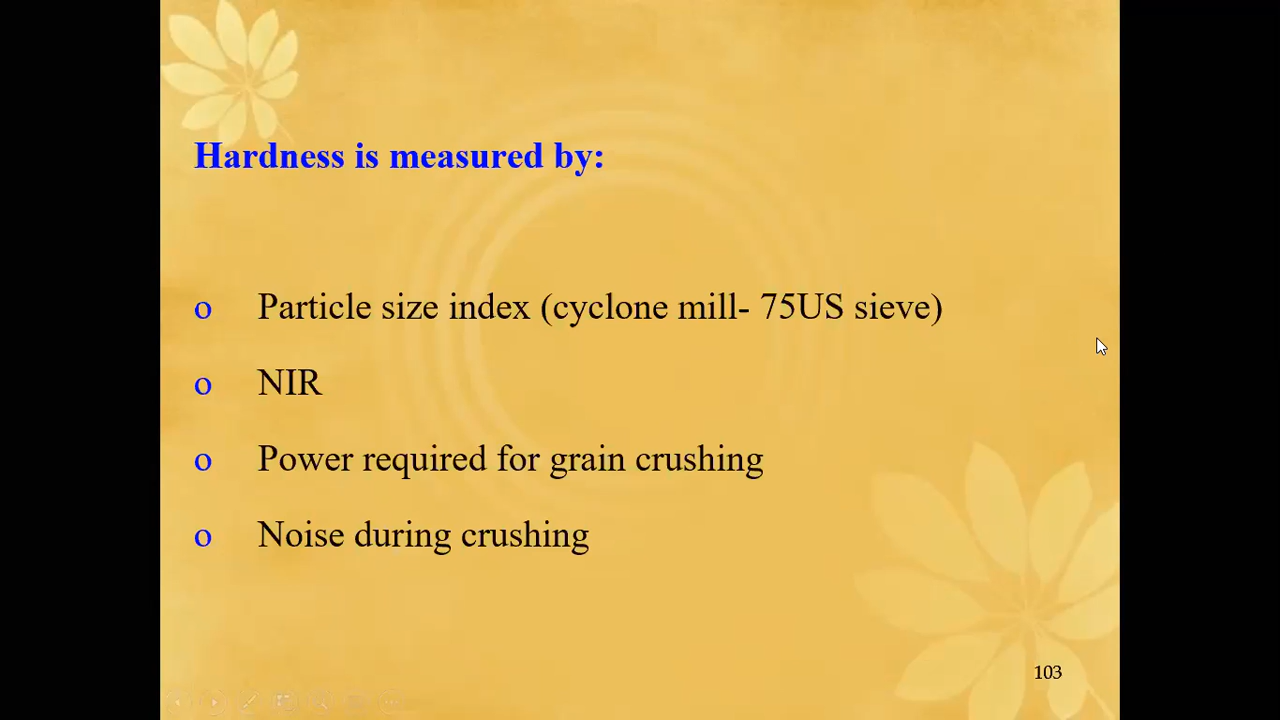 Hardness is measured by:
o Particle size index (cyclone mill- 75US sieve)
o NIR
o Power required for grain crushing
o Noise during crushing
103